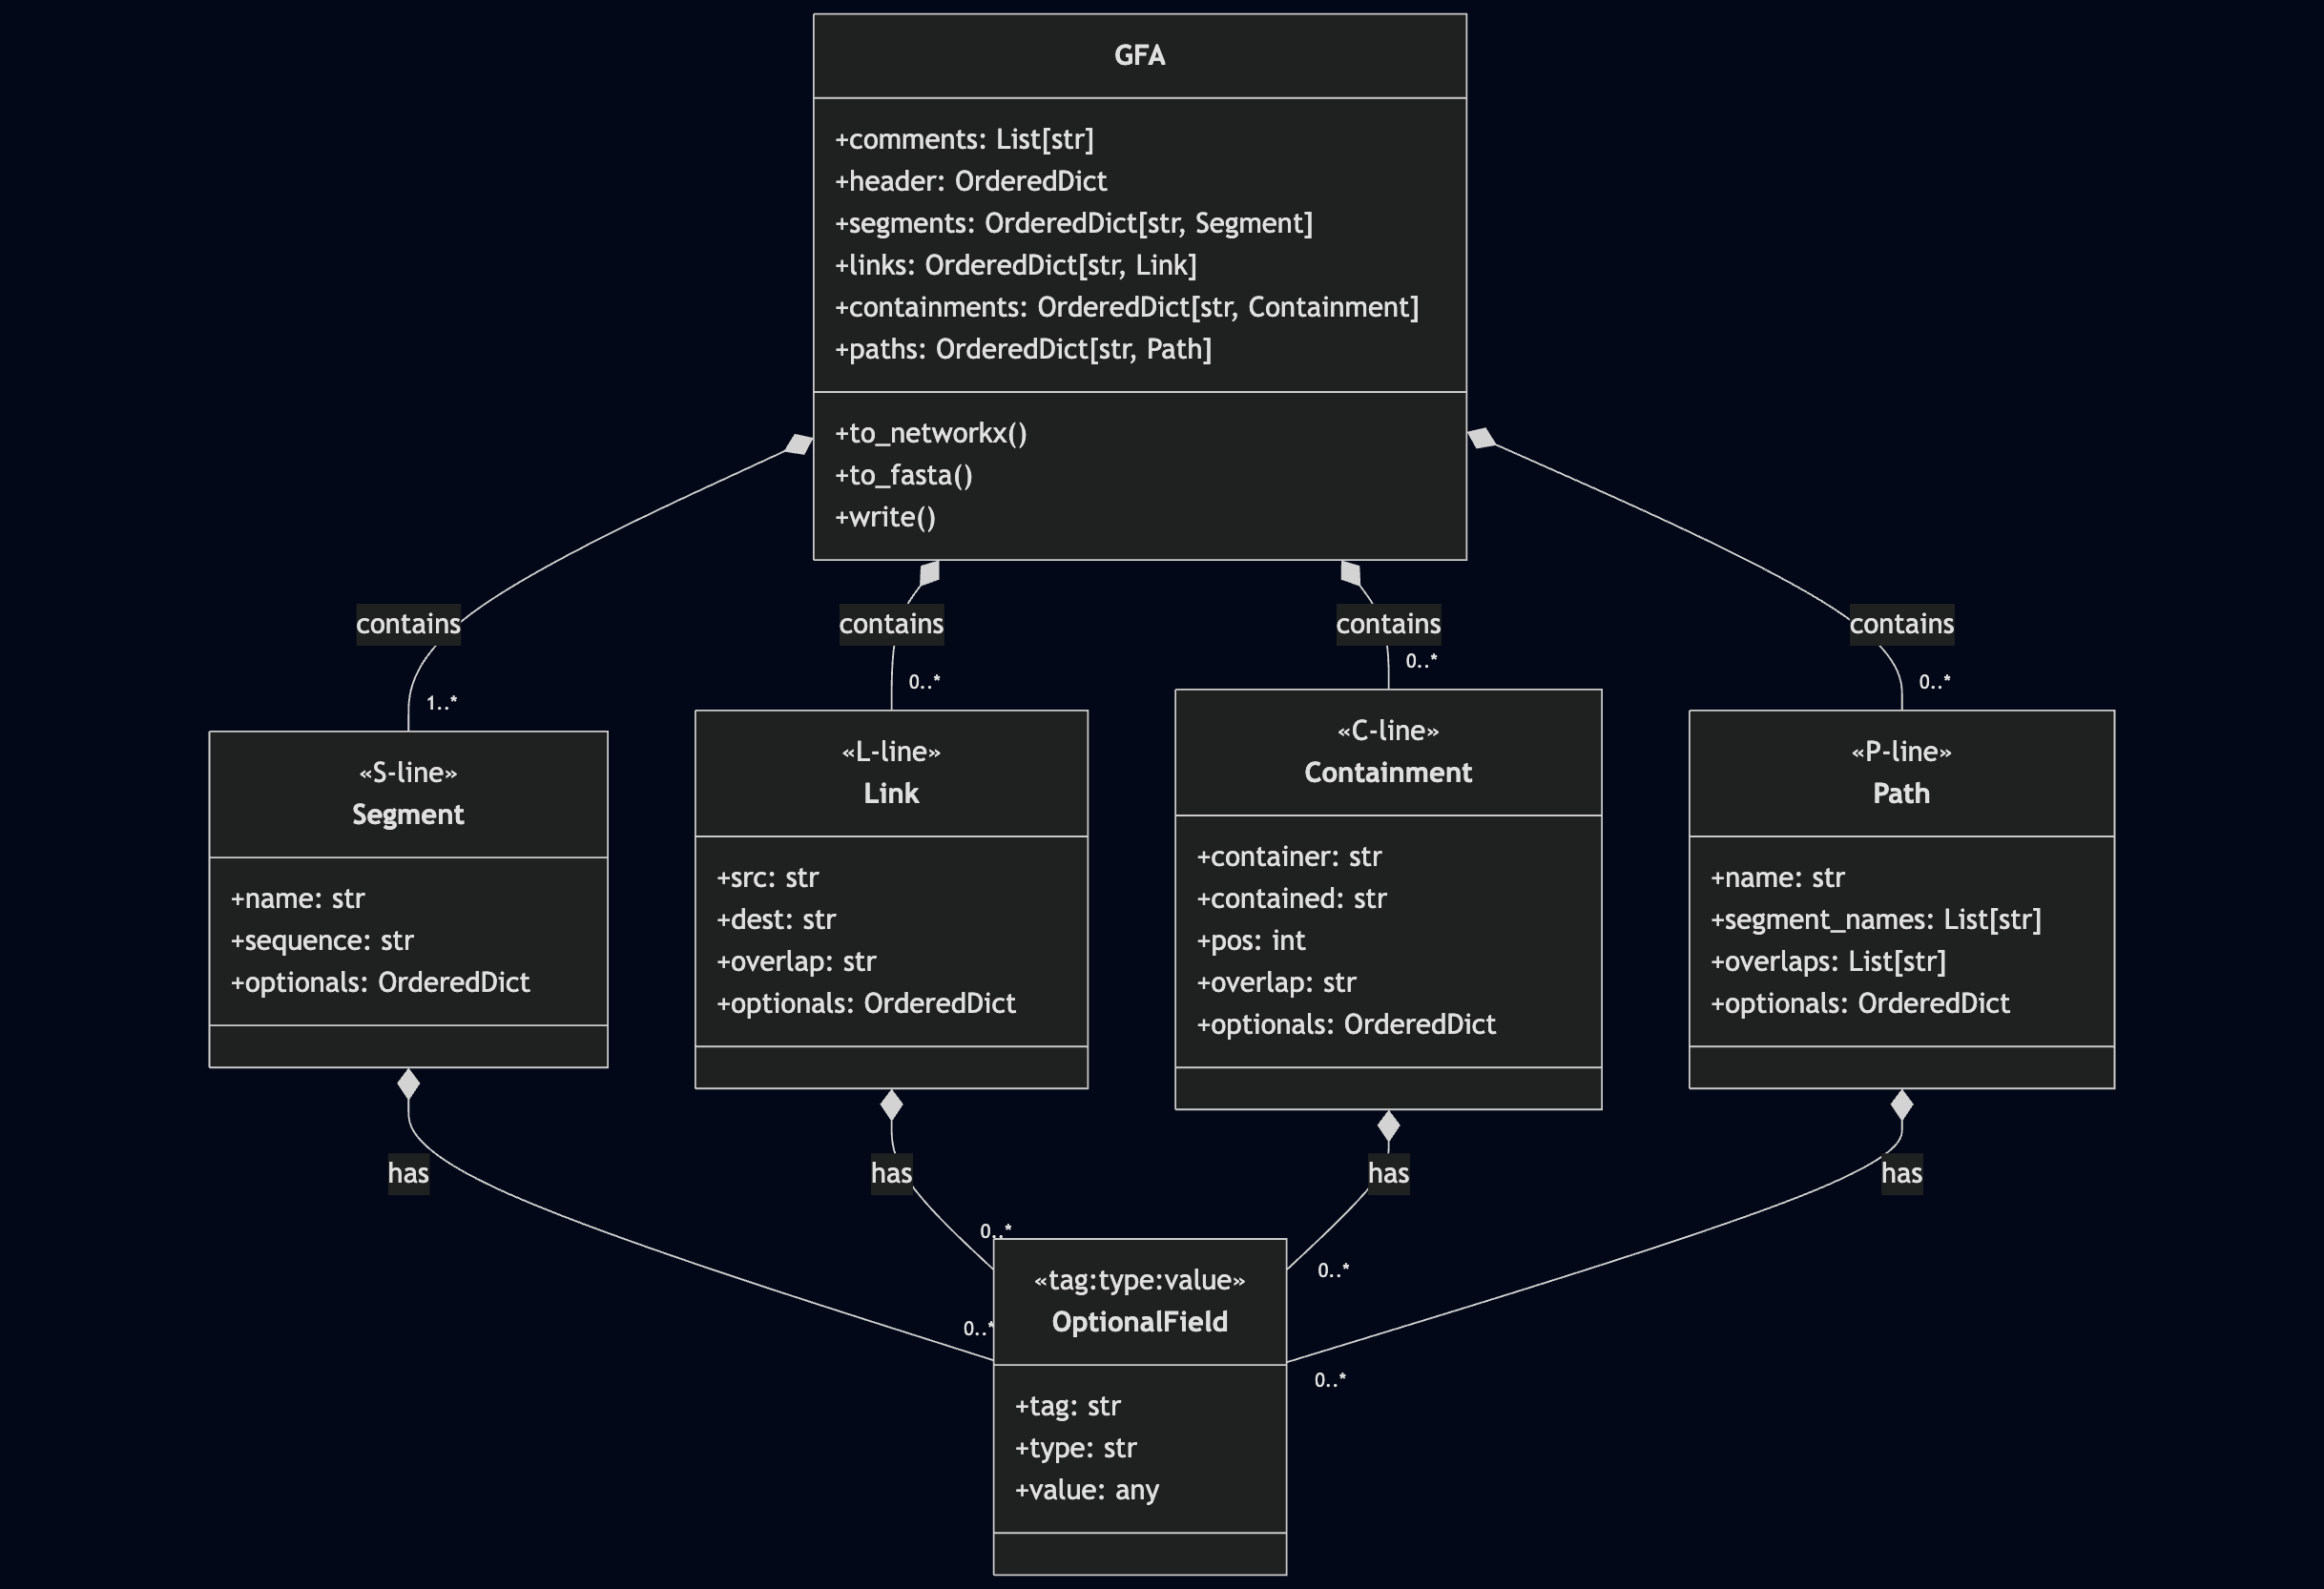 GFA
+comments: List[str]
+header: OrderedDict
+segments: OrderedDict[str, Segment]
+links: OrderedDict[str, Link]
+containments: OrderedDict[str, Containment]
+paths: OrderedDict[str, Path]
+to_networkx()
+to_fasta()
+write()
contains
contains
contains
contains
1..*
0..*
0..*
0..*
«S-line»
Segment
+name: str
+sequence: str
+optionals: OrderedDict
«L-line»
Link
+src: str
+dest: str
+overlap: str
+optionals: OrderedDict
«C-line»
Containment
+container: str
+contained: str
+pos: int
+overlap: str
+optionals: OrderedDict
«P-line»
Path
+name: str
+segment_names: List[str]
+overlaps: List[str]
+optionals: OrderedDict
has
has
has
has
0..*
0..*
0..*
0..*
«tag:type:value»
OptionalField
+tag: str
+type: str
+value: any